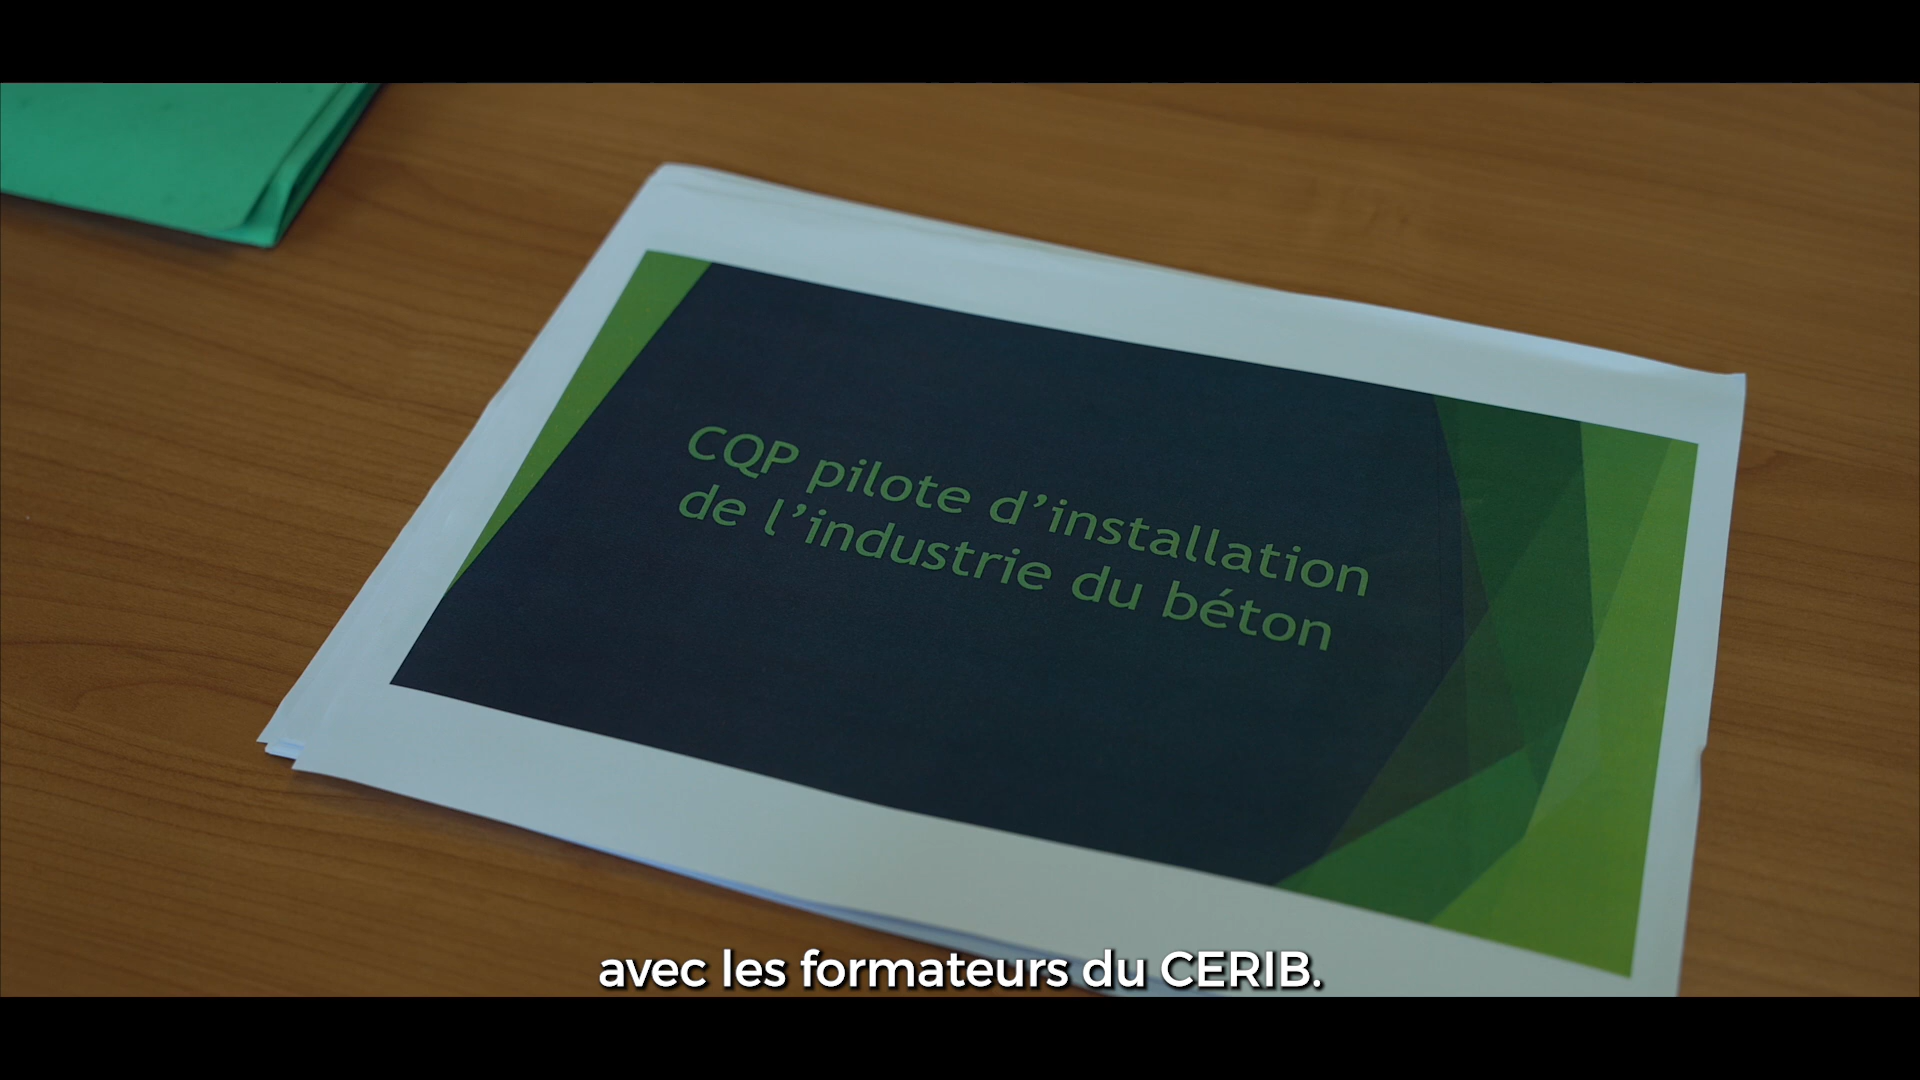 CQP pilote d’installation
de l’industrie du béton
avec les formateurs du CERIB.